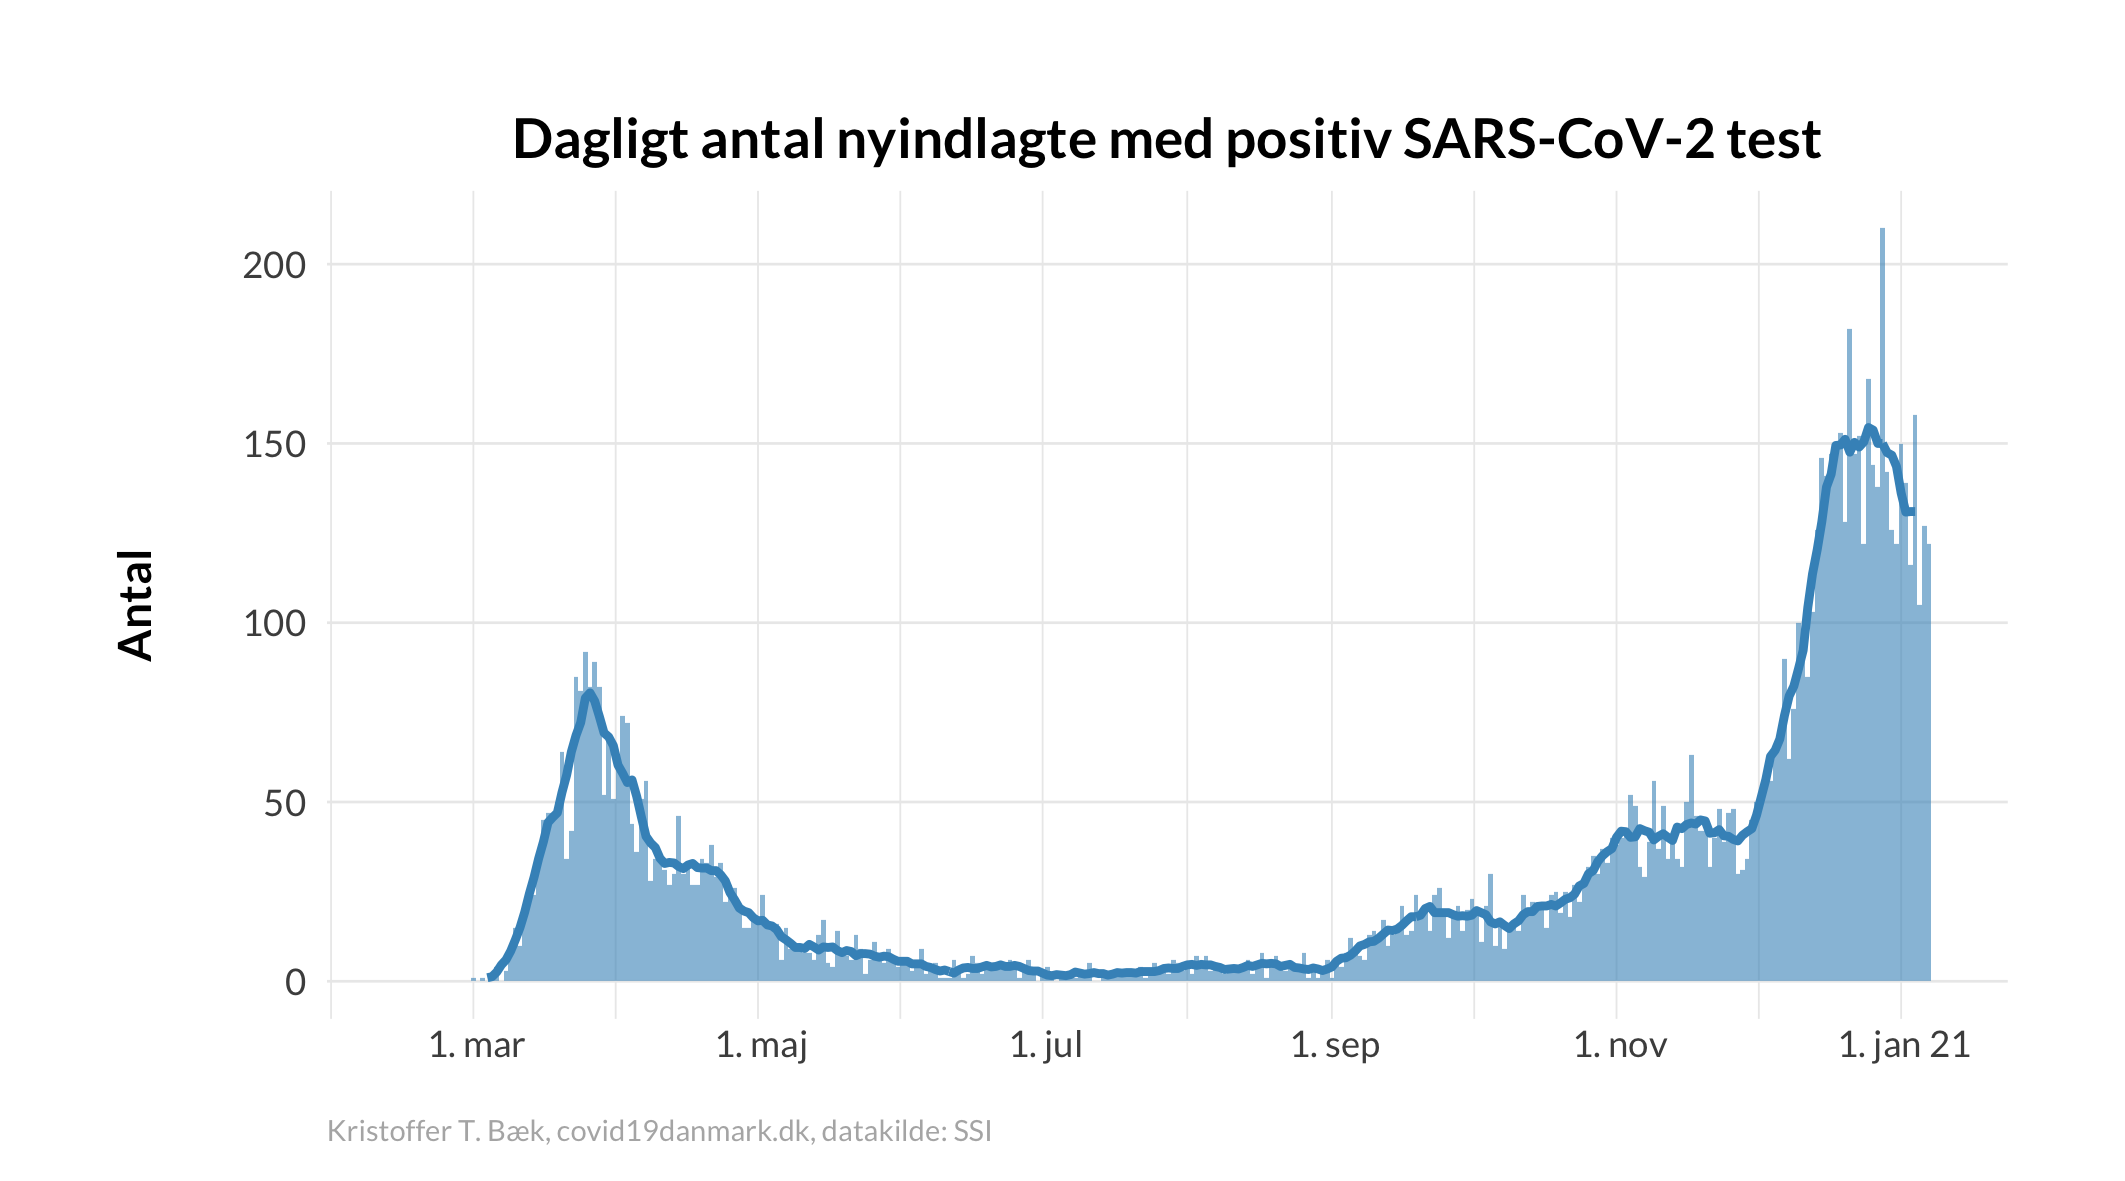 Dagligt antal nyindlagte med positiv SARS-CoV-2 test
Antal
200
150
100
50
0
1. mar
1. maj
1. jul
1. sep
1. nov
1. jan 21
Kristoffer T. Bæk, covid19danmark.dk, datakilde: SSI